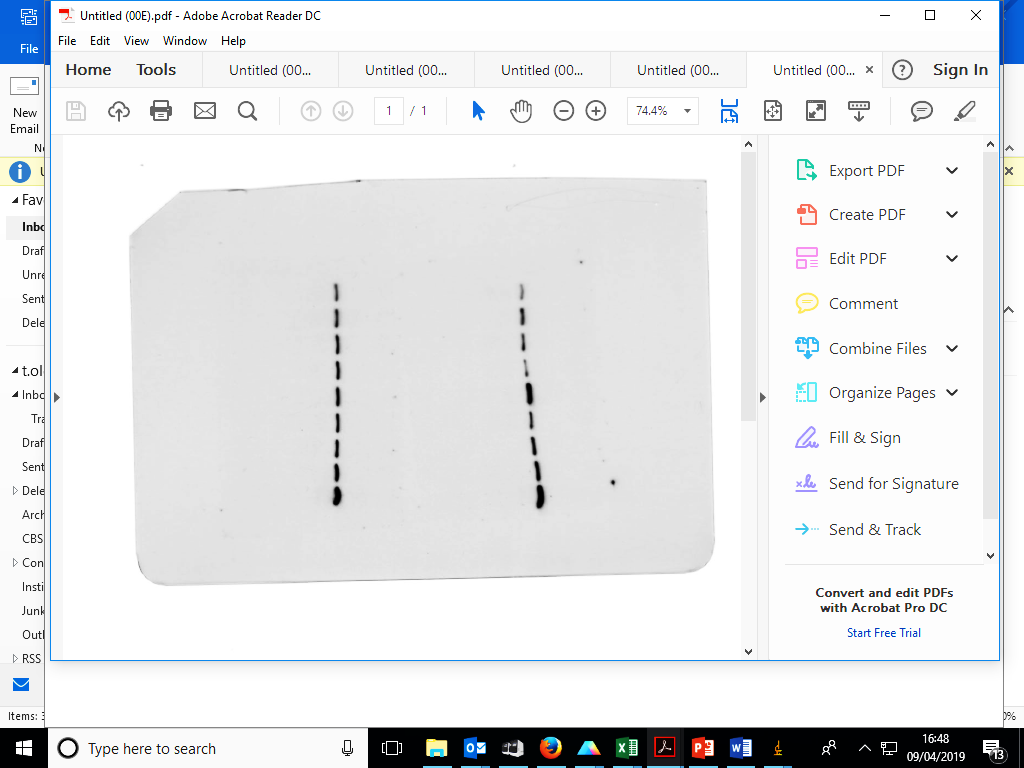 Untitled (00E).pdf - Adobe Acrobat Reader DC
File Edit View Window Help
Home Tools Untitled (00... Untitled (00... Untitled (00... Untitled (00... Untitled (00... × ? Sign In
1 / 1 74.4%
File
New
Email
Fav
Inbo
Draf
Unre
Sent
Dele
t.ol
Inbo
Tra
Draf
Sent
Dele
Arch
CBS
Con
Insti
Junk
Outl
RSS
Items: 3
Export PDF
Create PDF
Edit PDF
Comment
Combine Files
Organize Pages
Fill & Sign
Send for Signature
Send & Track
Convert and edit PDFs
with Acrobat Pro DC
Start Free Trial
0%
Type here to search
16:48
09/04/2019
13